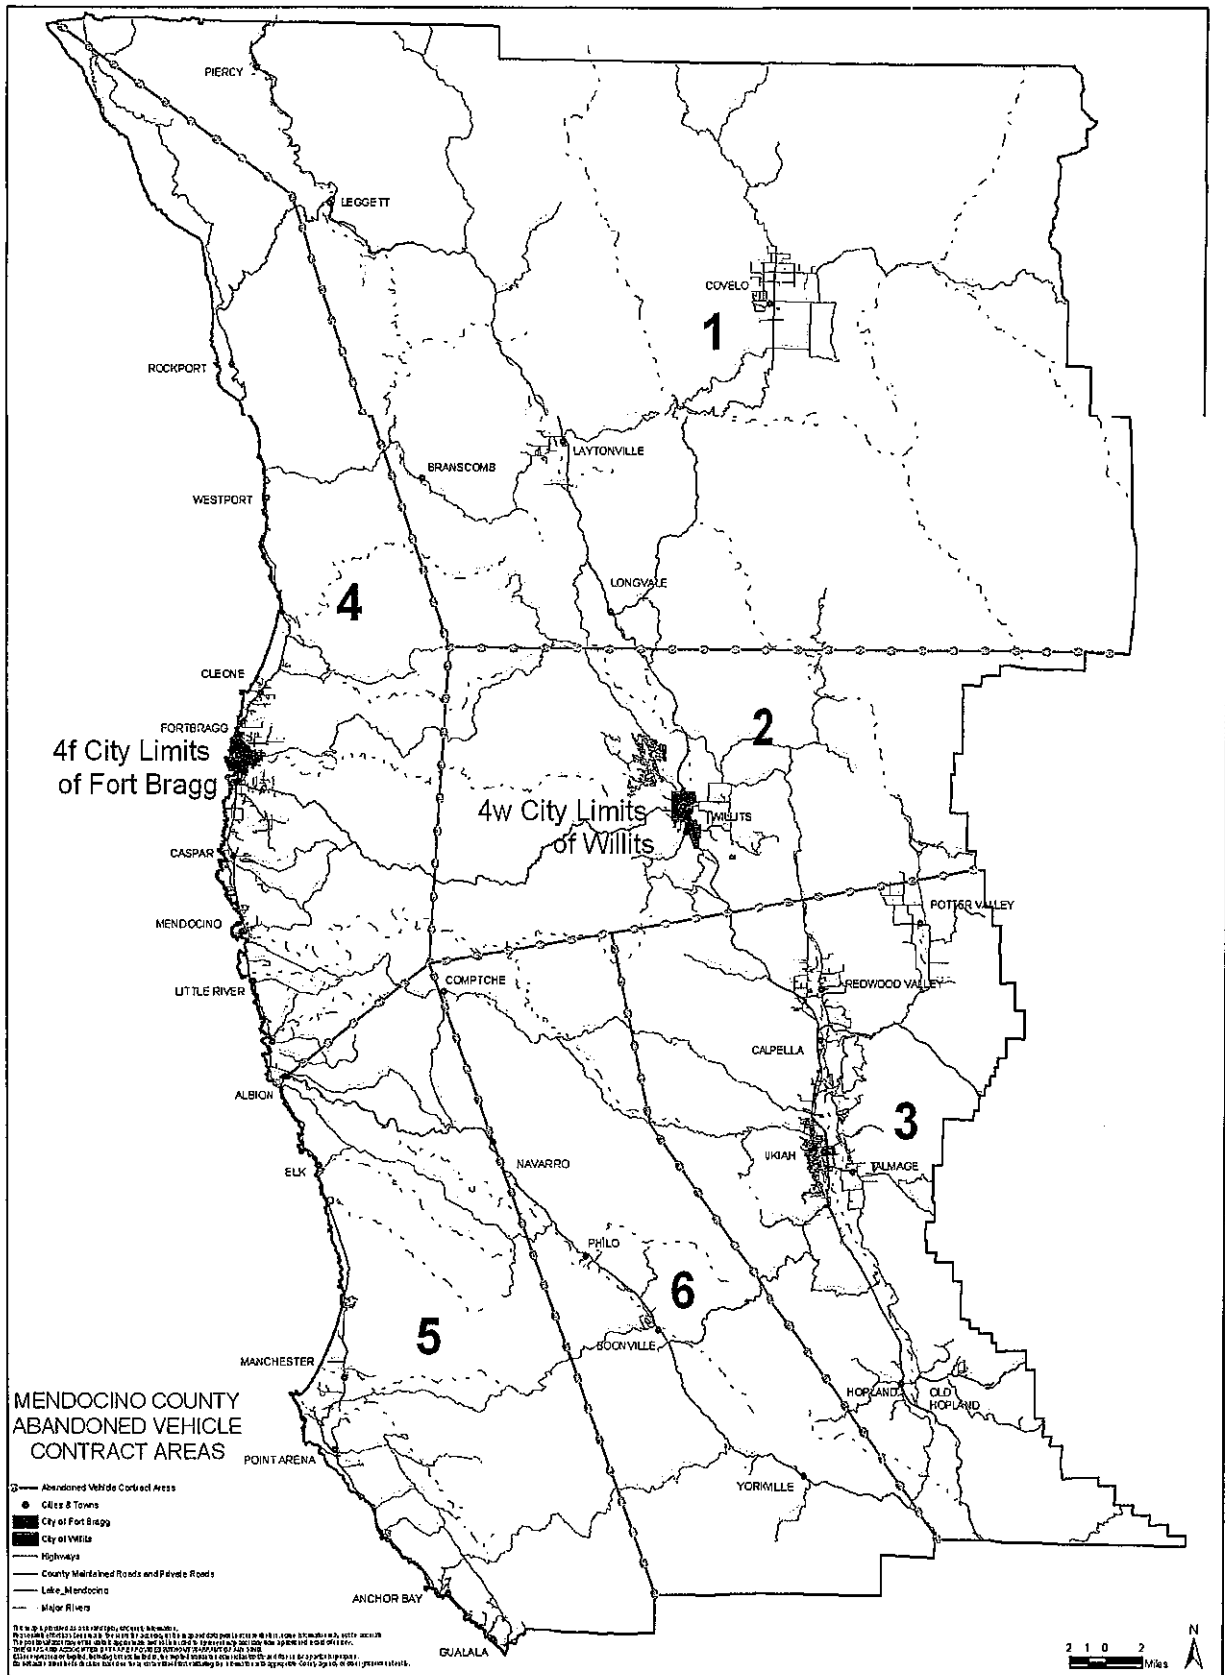 PIERCY
LEGGETT
COVELO
1
ROCKPORT
LAYTONVILLE
BRANSCOMB
WESTPORT
LONGVALE
4
CLEONE
2
FORTBRAGG
4f City Limits
of Fort Bragg
4w City Limits
of Willits
WILLITS
CASPAR
POTTER VALLEY
MENDOCINO
COMPTCHE
REDWOOD VALLEY
LITTLE RIVER
CALPELLA
ALBION
3
UKIAH
TALMAGE
NAVARRO
ELK
PHILO
6
5
BOONVILLE
MANCHESTER
HOPLAND
OLD
HOPLAND
MENDOCINO COUNTY
ABANDONED VEHICLE
CONTRACT AREAS
POINT ARENA
YORKVILLE
Abandoned Vehicle Contract Areas
Cities & Towns
City of Fort Bragg
City of Willits
Highways
County Maintained Roads and Private Roads
Lake_Mendocino
Major Rivers
ANCHOR BAY
GUALALA
N
2 1 0 2
Miles